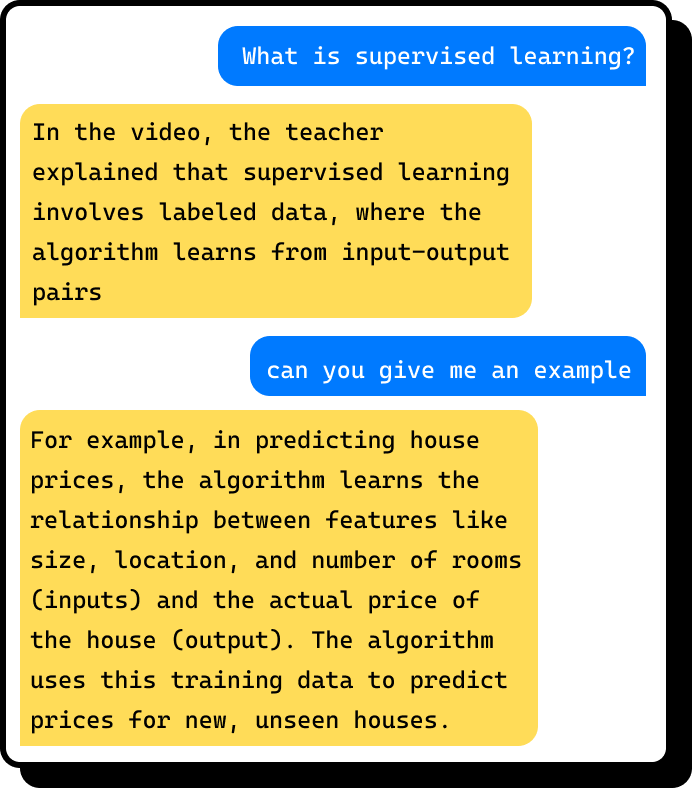 What is supervised learning?
In the video, the teacher
explained that supervised learning
involves labeled data, where the
algorithm learns from input-output
pairs
can you give me an example
For example, in predicting house
prices, the algorithm learns the
relationship between features like
size, location, and number of rooms
(inputs) and the actual price of
the house (output). The algorithm
uses this training data to predict
prices for new, unseen houses.